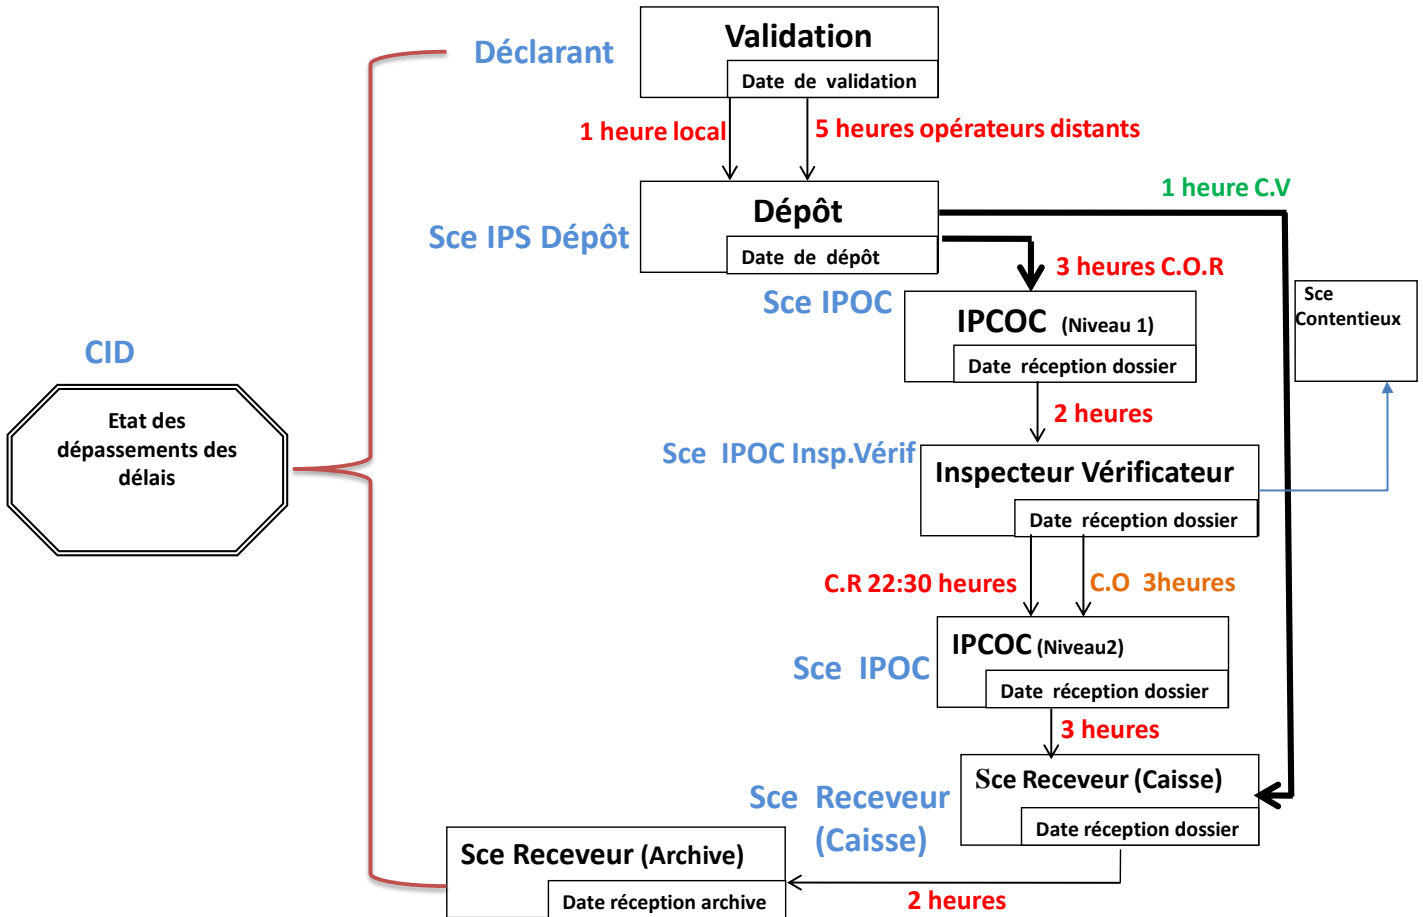 Validation
Déclarant
Date de validation
1 heure local
5 heures opérateurs distants
1 heure C.V
Dépôt
Sce IPS Dépôt
Date de dépôt
3 heures C.O.R
Sce IPOC
Sce
Contentieux
IPCOC (Niveau 1)
CID
Date réception dossier
Etat des
dépassements des
délais
2 heures
Sce IPOC Insp.Vérif
Inspecteur Vérificateur
Date réception dossier
C.R 22:30 heures
C.O 3heures
IPCOC (Niveau2)
Sce IPOC
Date réception dossier
3 heures
Sce Receveur (Caisse)
Sce Receveur
(Caisse)
Date réception dossier
Sce Receveur (Archive)
Date réception archive
2 heures